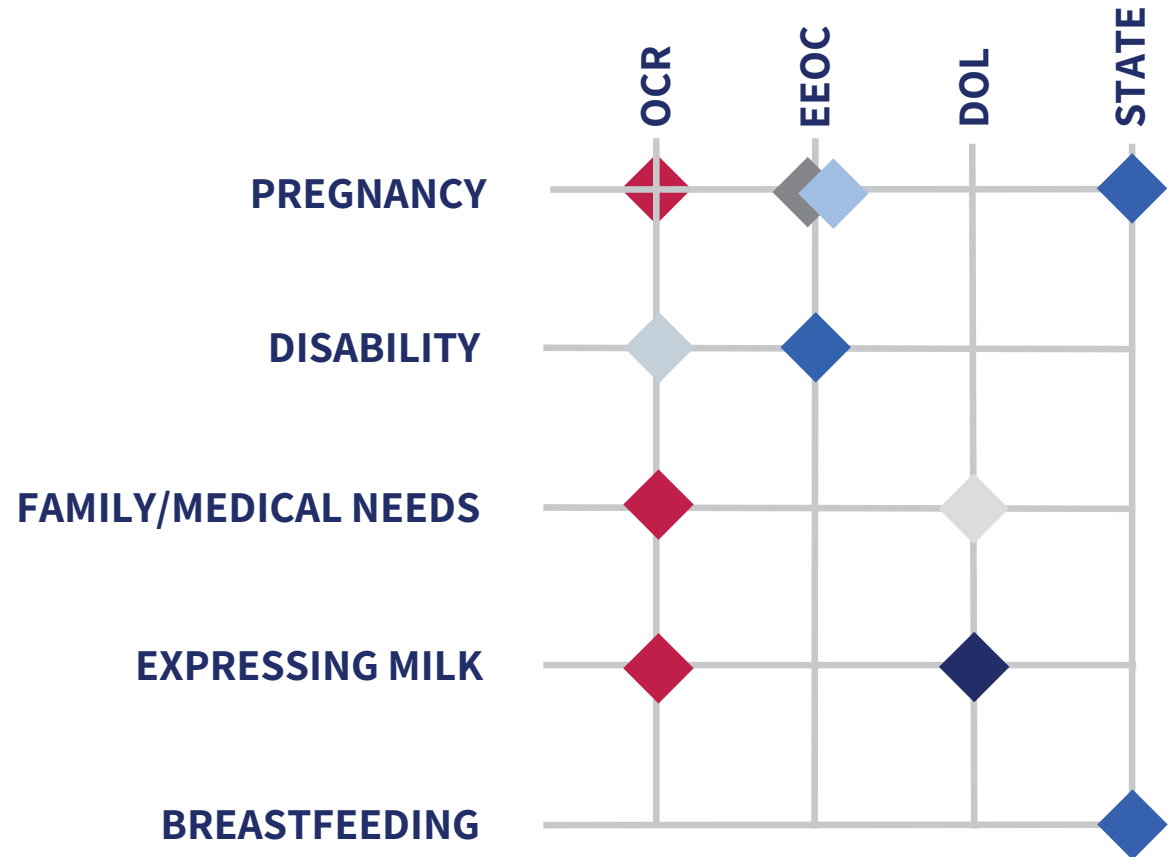 OCR
EEOC
DOL
STATE
PREGNANCY
DISABILITY
FAMILY/MEDICAL NEEDS
EXPRESSING MILK
BREASTFEEDING